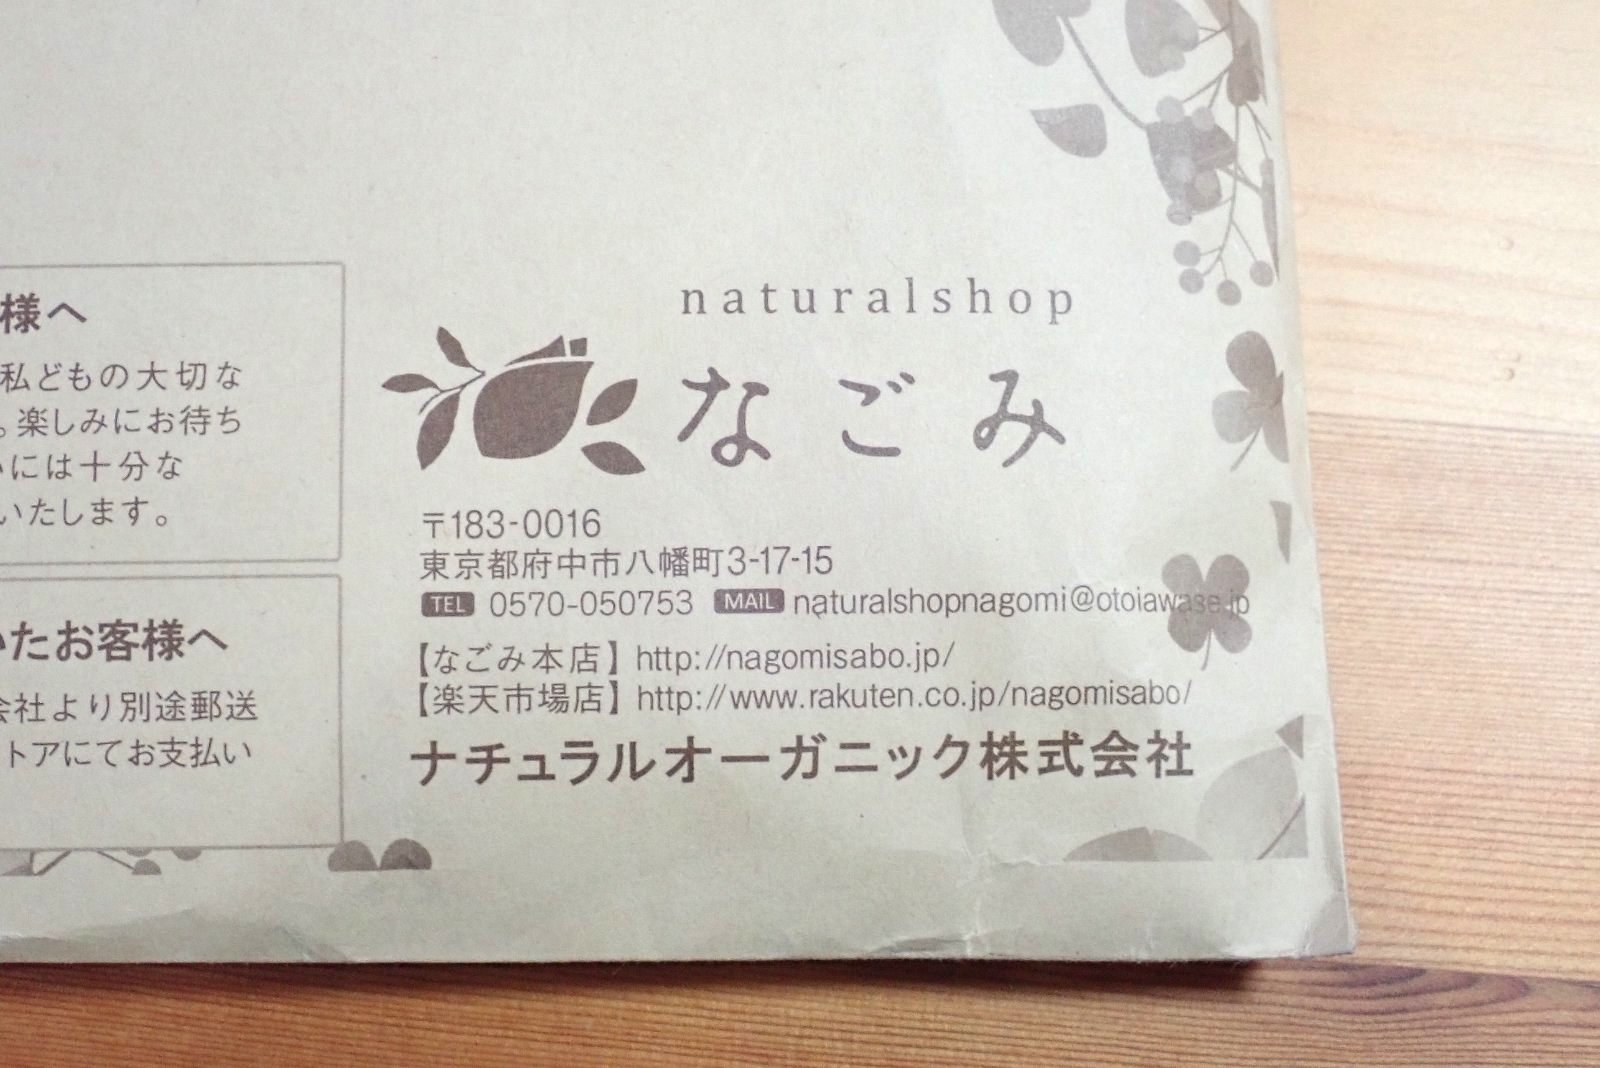 様へ
私どもの大切な
。楽しみにお待ち
いには十分な
いたします。
いたお客様へ
会社より別途郵送
トアにてお支払い
naturalshop
なごみ
〒183-0016
東京都府中市八幡町3-17-15
TEL 0570-050753 MAIL naturalshopnagomi@otoiawase.jp
【なごみ本店】http://nagomisabo.jp/
【楽天市場店】http://www.rakuten.co.jp/nagomisabo/
ナチュラルオーガニック株式会社